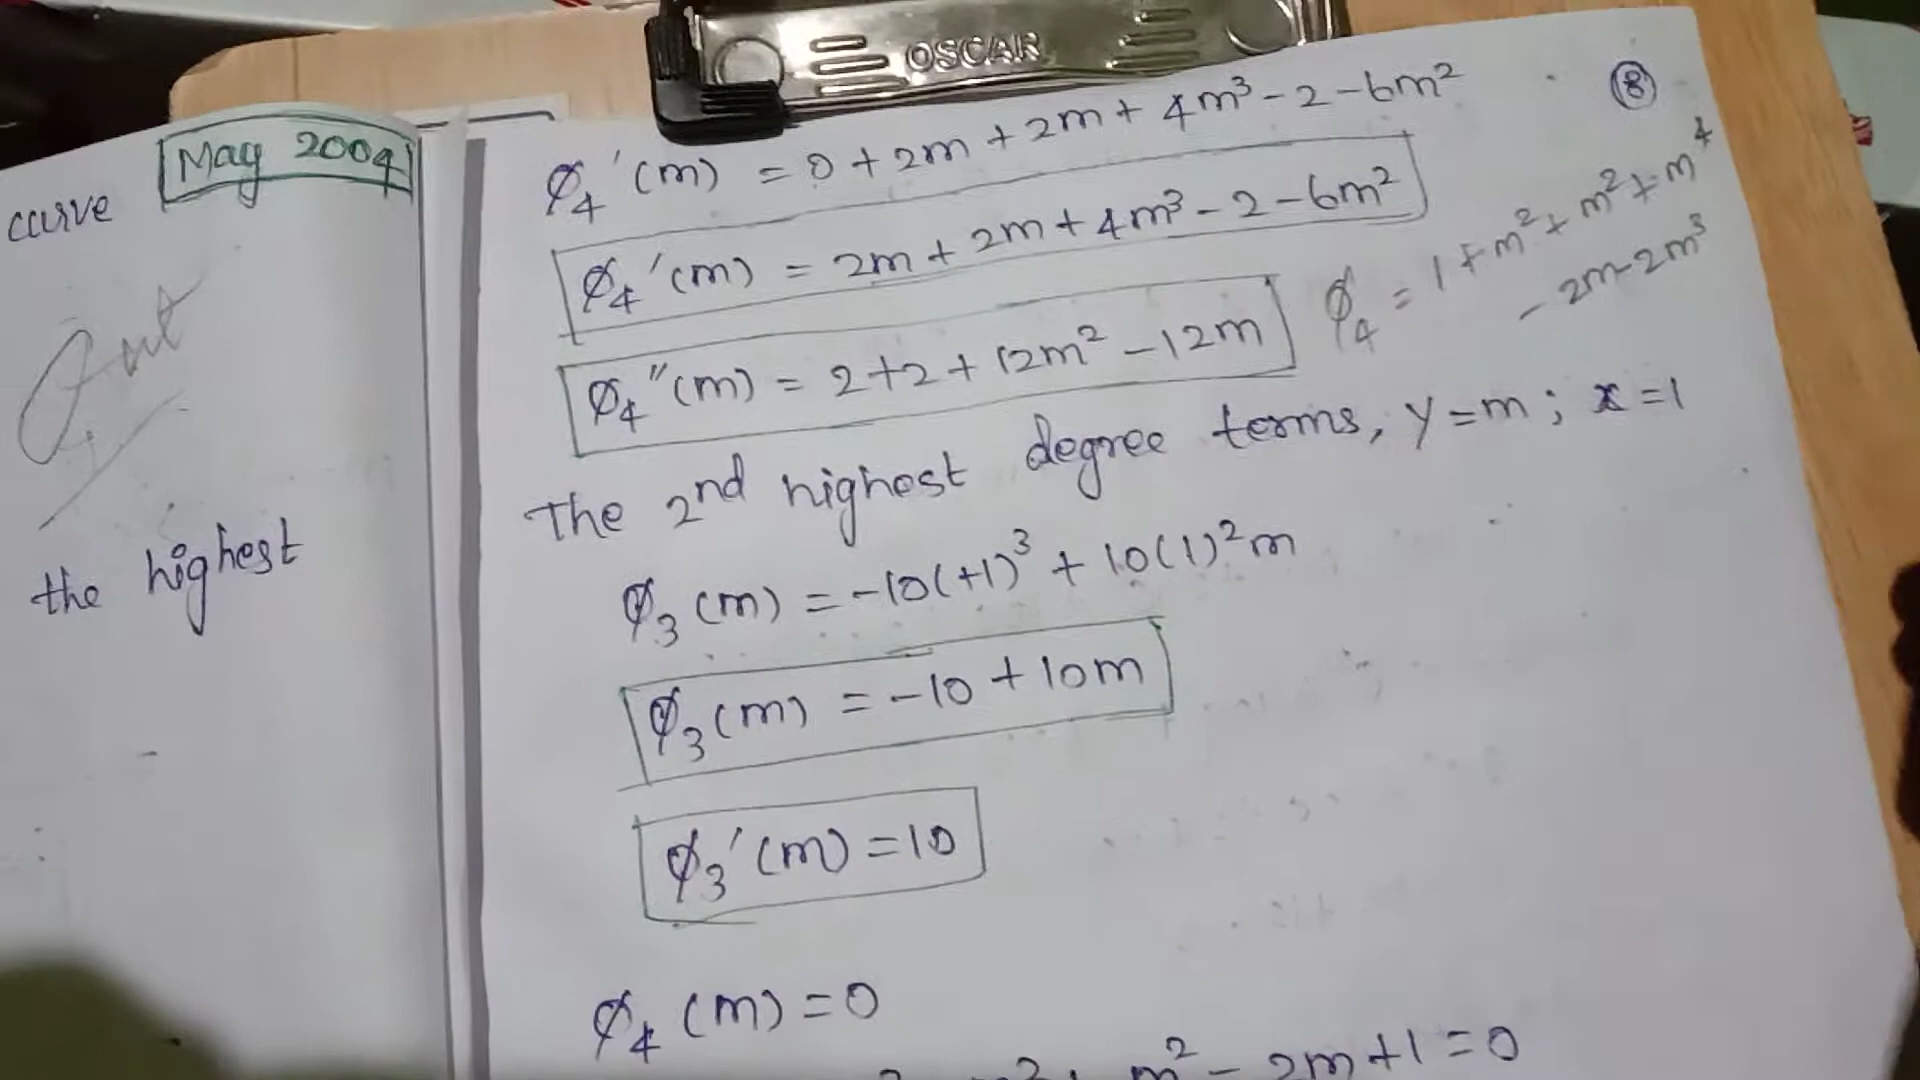 OSCAR
May 2004
curve
the highest
8
φ₄'(m) = 0 + 2m + 2m + 4m³ - 2 - 6m²
φ₄'(m) = 2m + 2m + 4m³ - 2 - 6m²
φ₄''(m) = 2+2+12m² - 12m
φ₄ = 1 + m² + m² + m⁴
- 2m - 2m³
The 2nd highest degree terms, y = m ; x = 1
φ₃(m) = -10(+1)³ + 10(1)²m
φ₃(m) = -10 + 10m
φ₃'(m) = 10
φ₄(m) = 0
m² - 2m + 1 = 0